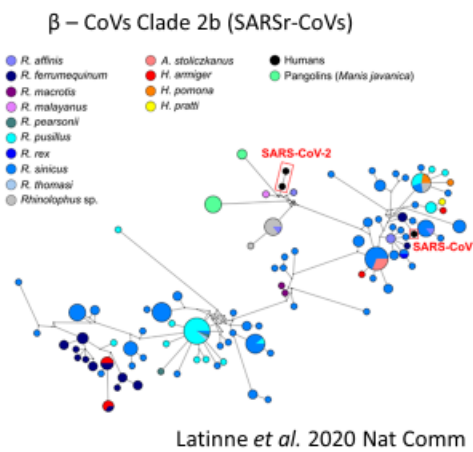 β – CoVs Clade 2b (SARSr-CoVs)
R. affinis
R. ferrumequinum
R. macrotis
R. malayanus
R. pearsonii
R. pusillus
R. rex
R. sinicus
R. thomasi
Rhinolophus sp.
A. stoliczkanus
H. armiger
H. pomona
H. pratti
Humans
Pangolins (Manis javanica)
SARS-CoV-2
SARS-CoV
Latinne et al. 2020 Nat Comm